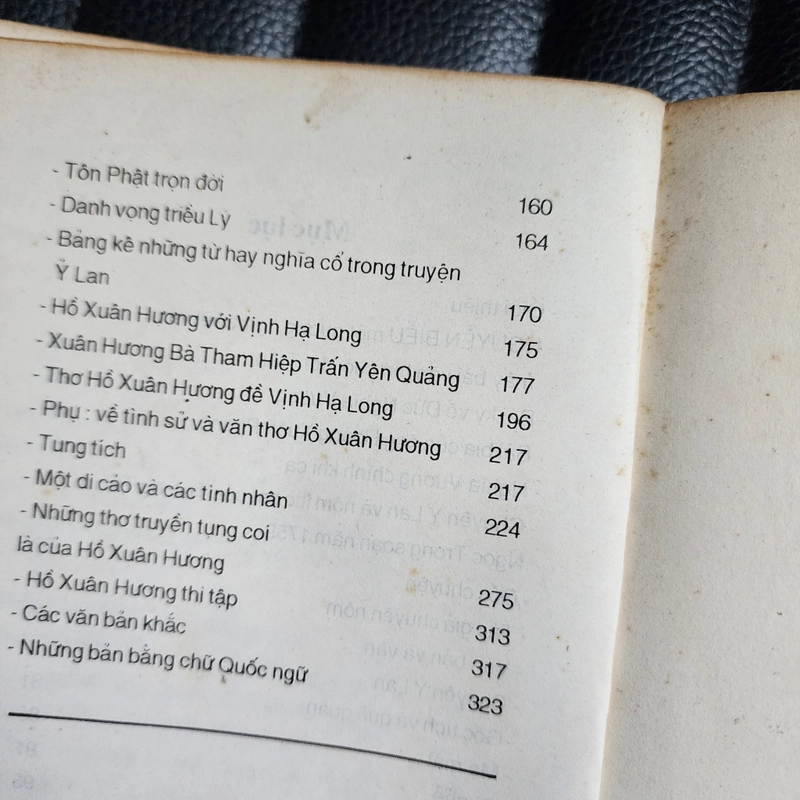 - Tôn Phật trọn đời 160
- Danh vọng triều Lý 164
- Bảng kê những từ hay nghĩa cổ trong truyện
Ỷ Lan 170
- Hồ Xuân Hương với Vịnh Hạ Long 175
- Xuân Hương Bà Tham Hiệp Trấn Yên Quảng 177
- Thơ Hồ Xuân Hương đề Vịnh Hạ Long 196
- Phụ : về tình sử và văn thơ Hồ Xuân Hương 217
- Tung tích 217
- Một di cảo và các tình nhân 224
- Những thơ truyền tụng coi
là của Hồ Xuân Hương 275
- Hồ Xuân Hương thi tập 313
- Các văn bản khắc 317
- Những bản bằng chữ Quốc ngữ 323